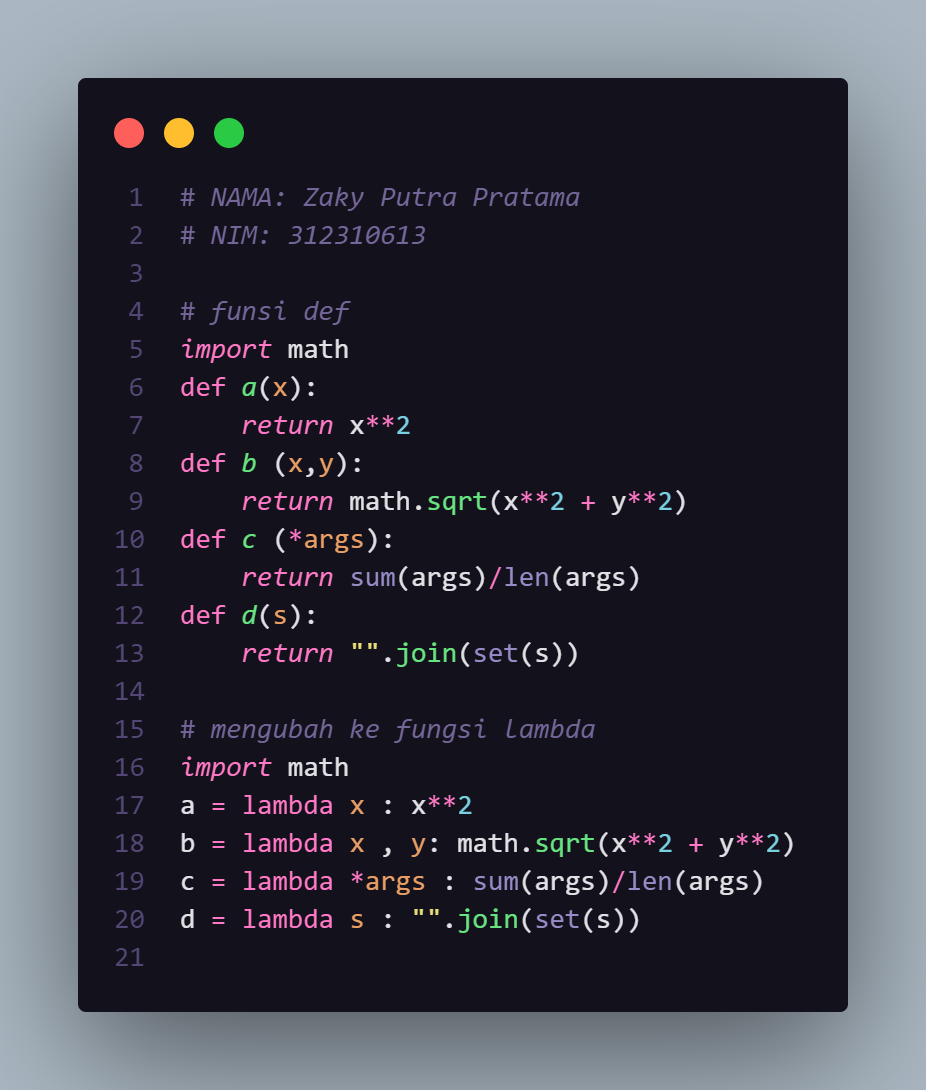 1 # NAMA: Zaky Putra Pratama
2 # NIM: 312310613
3
4 # funsi def
5 import math
6 def a(x):
7     return x**2
8 def b (x,y):
9     return math.sqrt(x**2 + y**2)
10 def c (*args):
11     return sum(args)/len(args)
12 def d(s):
13     return "".join(set(s))
14
15 # mengubah ke fungsi lambda
16 import math
17 a = lambda x : x**2
18 b = lambda x , y: math.sqrt(x**2 + y**2)
19 c = lambda *args : sum(args)/len(args)
20 d = lambda s : "".join(set(s))
21